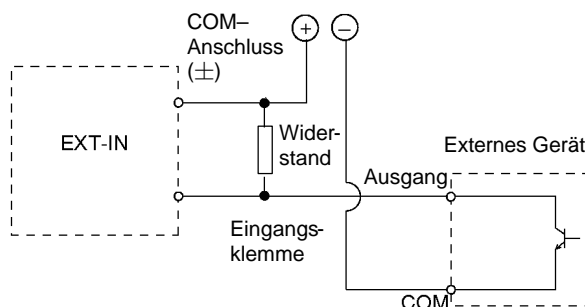 COM–
Anschluss
(±)
+
−
EXT-IN
Wider-
stand
Externes Gerät
Ausgang
Eingangs-
klemme
COM